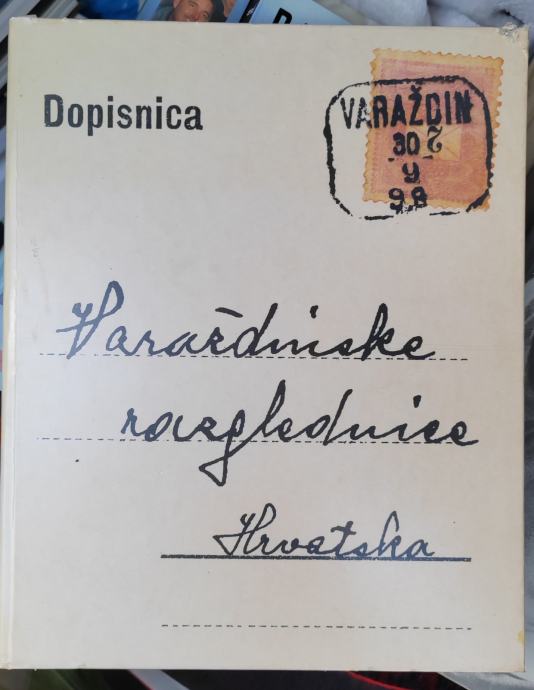 Dopisnica
VARAŽDIN
30
9
98
Varaždinske
razglednice
Hrvatska